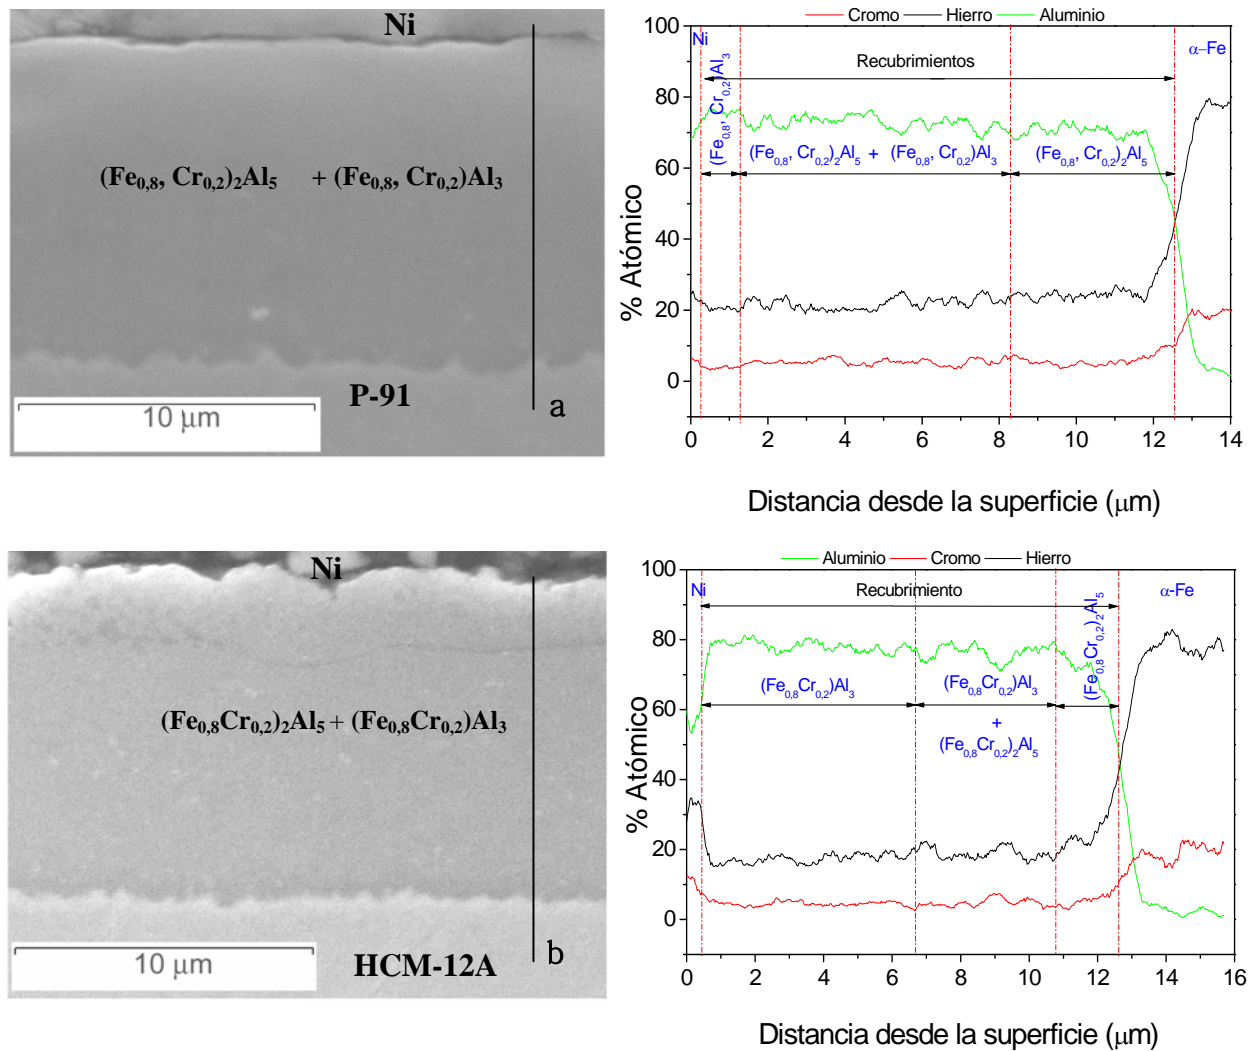 Ni
(Fe0,8, Cr0,2)2Al5 + (Fe0,8, Cr0,2)Al3
P-91
10 μm
a
Cromo Hierro Aluminio
% Atómico
100
80
60
40
20
0
Ni
(Fe0,8, Cr0,2)Al3
Recubrimientos
α–Fe
(Fe0,8, Cr0,2)2Al5 + (Fe0,8, Cr0,2)Al3
(Fe0,8, Cr0,2)2Al5
0 2 4 6 8 10 12 14
Distancia desde la superficie (μm)
Ni
(Fe0,8Cr0,2)2Al5 + (Fe0,8Cr0,2)Al3
HCM-12A
10 μm
b
Aluminio Cromo Hierro
% Atómico
100
80
60
40
20
0
Ni
Recubrimiento
(Fe0,8Cr0,2)2Al5
α-Fe
(Fe0,8Cr0,2)Al3
(Fe0,8Cr0,2)Al3
+
(Fe0,8Cr0,2)2Al5
0 2 4 6 8 10 12 14 16
Distancia desde la superficie (μm)